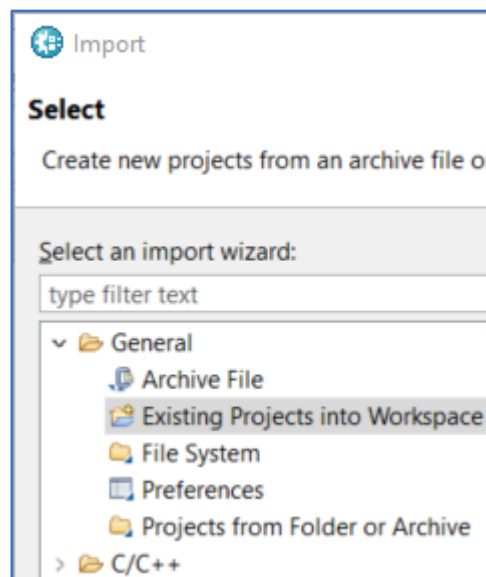 Import
Select
Create new projects from an archive file o
Select an import wizard:
type filter text
General
Archive File
Existing Projects into Workspace
File System
Preferences
Projects from Folder or Archive
C/C++